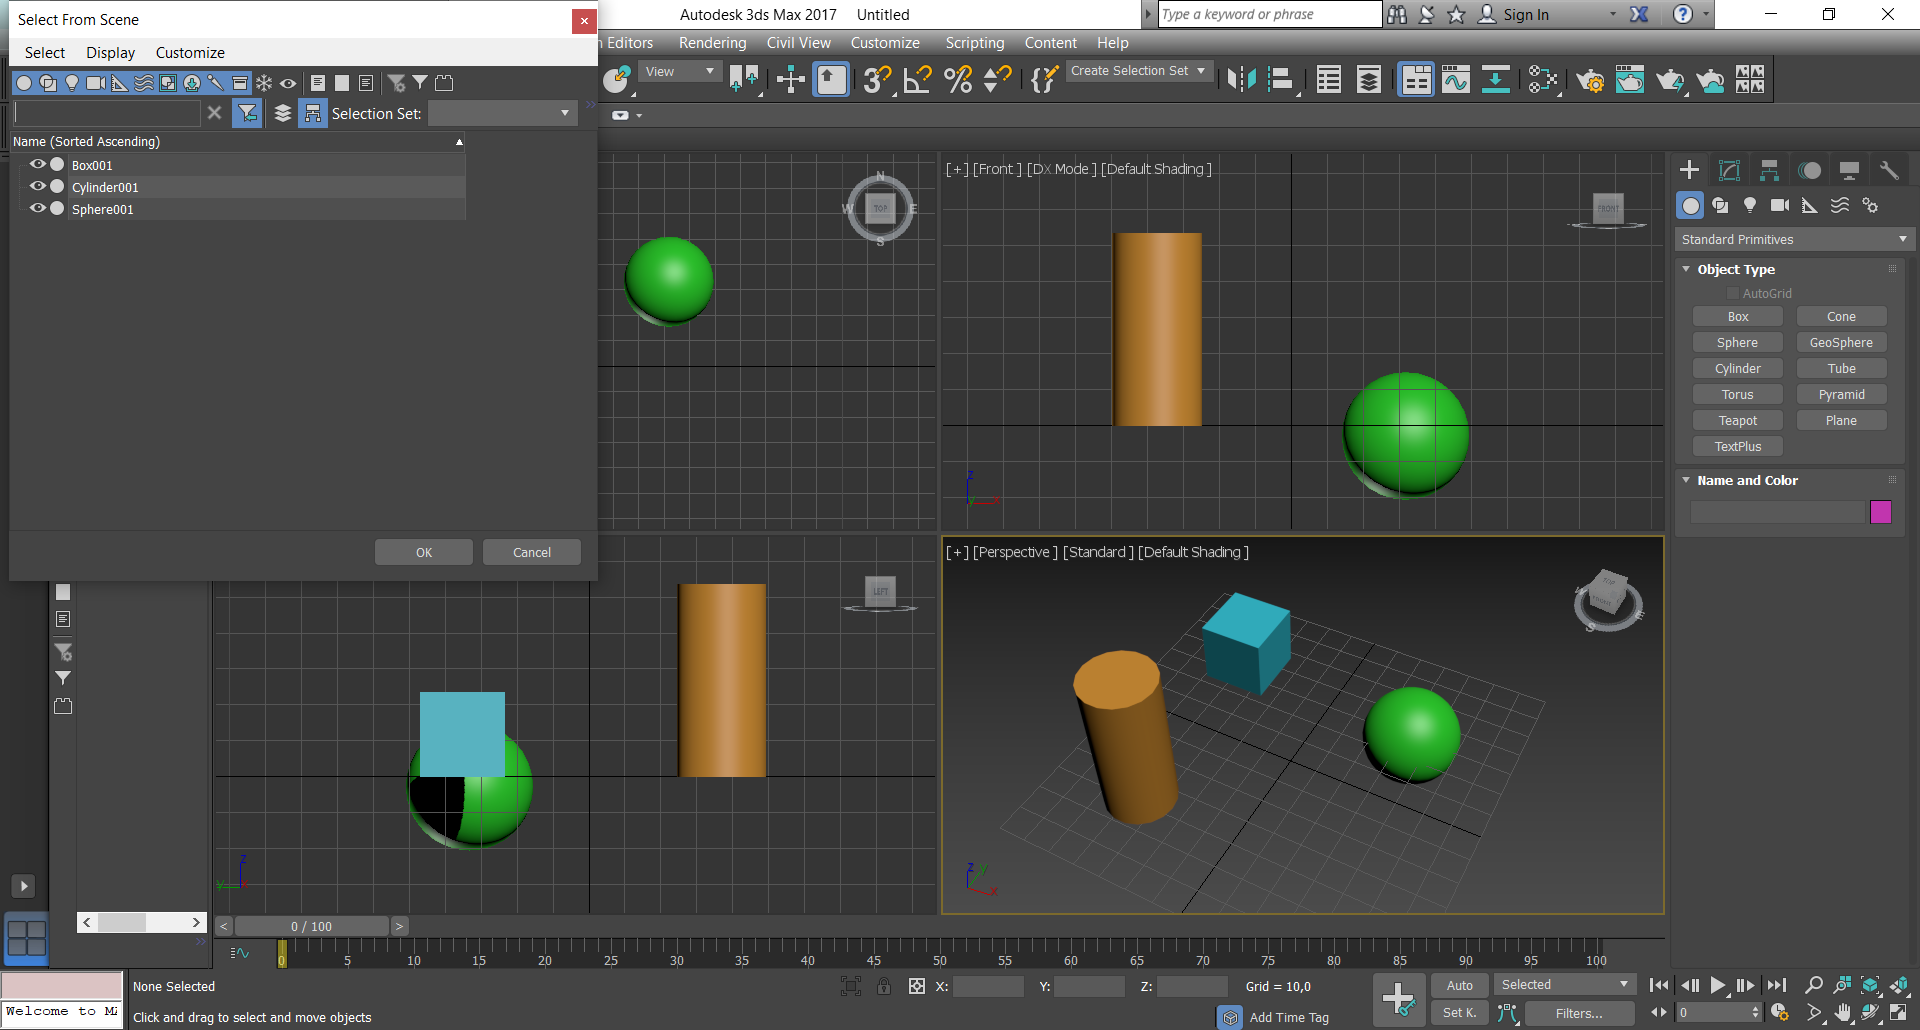 Select From Scene
Autodesk 3ds Max 2017 Untitled
Type a keyword or phrase
Sign In
Select Display Customize
Editors Rendering Civil View Customize Scripting Content Help
View
Create Selection Set
Selection Set:
Name (Sorted Ascending)
Box001
Cylinder001
Sphere001
OK Cancel
N
W TOP E
S
[+] [Front ] [DX Mode ] [Default Shading ]
FRONT
z
y x
LEFT
z
y x
[+] [Perspective ] [Standard ] [Default Shading ]
TOP
FRONT
W E
S
z y
x
Standard Primitives
Object Type
AutoGrid
Box Cone
Sphere GeoSphere
Cylinder Tube
Torus Pyramid
Teapot Plane
TextPlus
Name and Color
< 0 / 100 >
0 5 10 15 20 25 30 35 40 45 50 55 60 65 70 75 80 85 90 95 100
None Selected
X: Y: Z: Grid = 10,0
Auto Selected
Welcome to MA
Click and drag to select and move objects
Add Time Tag
Set K. Filters...
0